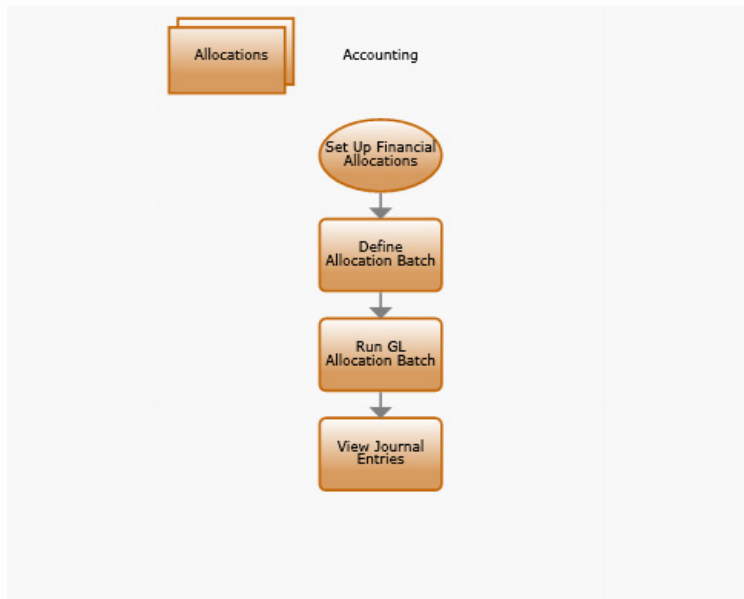 Allocations
Accounting
Set Up Financial
Allocations
Define
Allocation Batch
Run GL
Allocation Batch
View Journal
Entries